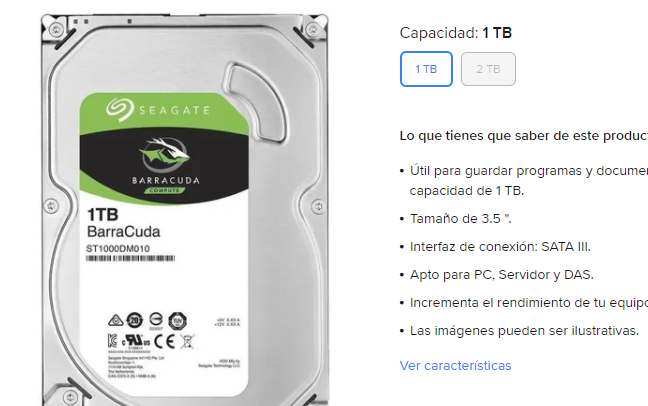 SEAGATE
BARRACUDA
COMPUTE
1TB
BarraCuda
ST1000DM010
Capacidad: 1 TB
1 TB
2 TB
Lo que tienes que saber de este produc
• Útil para guardar programas y documen
capacidad de 1 TB.
• Tamaño de 3.5 ".
• Interfaz de conexión: SATA III.
• Apto para PC, Servidor y DAS.
• Incrementa el rendimiento de tu equipo
• Las imágenes pueden ser ilustrativas.
Ver características